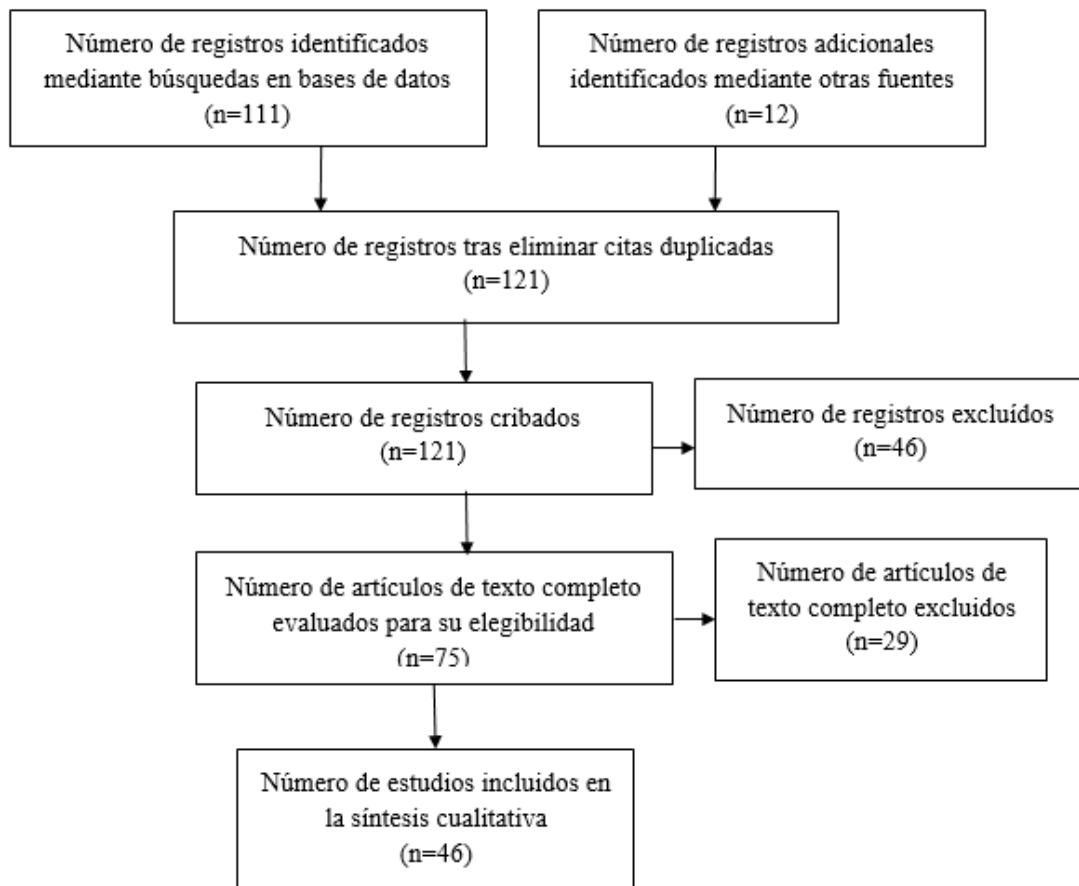 Número de registros identificados
mediante búsquedas en bases de datos
(n=111)
Número de registros adicionales
identificados mediante otras fuentes
(n=12)
Número de registros tras eliminar citas duplicadas
(n=121)
Número de registros cribados
(n=121)
Número de registros excluídos
(n=46)
Número de artículos de texto completo
evaluados para su elegibilidad
(n=75)
Número de artículos de
texto completo excluidos
(n=29)
Número de estudios incluidos en
la síntesis cualitativa
(n=46)